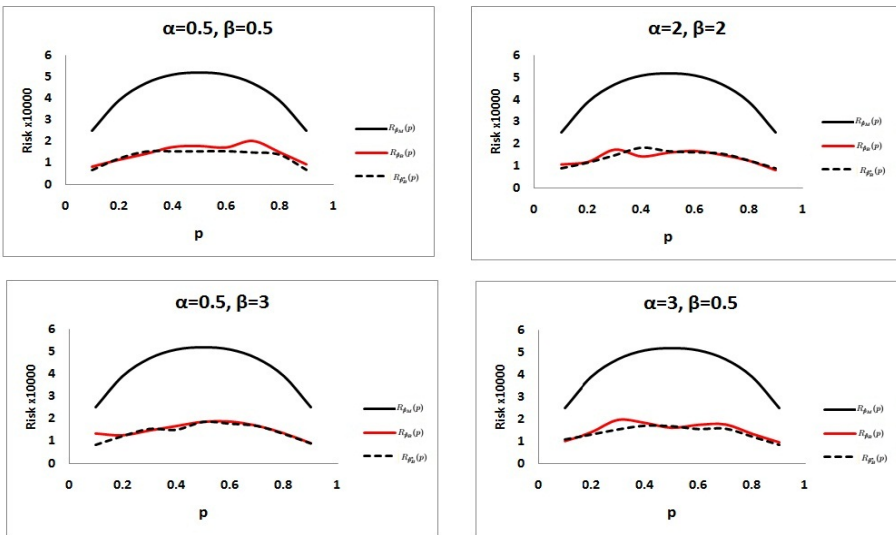 α=0.5, β=0.5
Risk x10000
6
5
4
3
2
1
0
0 0.2 0.4 0.6 0.8 1
p
R (p)
R (p)
R (p)
α=2, β=2
Risk x10000
6
5
4
3
2
1
0
0 0.2 0.4 0.6 0.8 1
p
R (p)
R (p)
R (p)
α=0.5, β=3
Risk x10000
6
5
4
3
2
1
0
0 0.2 0.4 0.6 0.8 1
p
R (p)
R (p)
R (p)
α=3, β=0.5
Risk x10000
6
5
4
3
2
1
0
0 0.2 0.4 0.6 0.8 1
p
R (p)
R (p)
R (p)